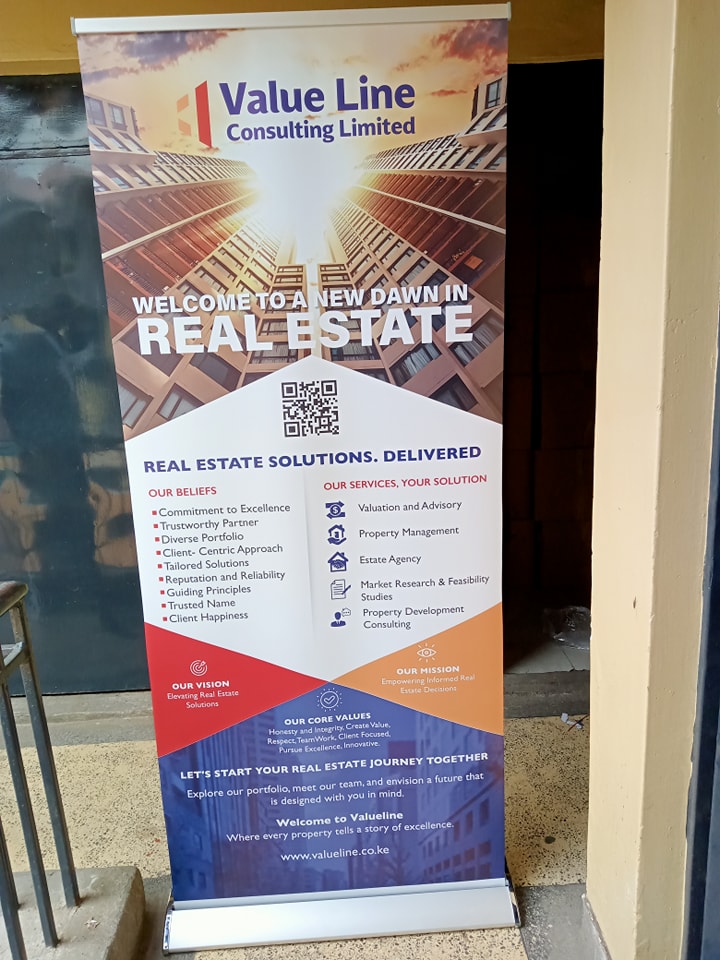 Value Line
Consulting Limited
WELCOME TO A NEW DAWN IN
REAL ESTATE
REAL ESTATE SOLUTIONS. DELIVERED
OUR BELIEFS
Commitment to Excellence
Trustworthy Partner
Diverse Portfolio
Client- Centric Approach
Tailored Solutions
Reputation and Reliability
Guiding Principles
Trusted Name
Client Happiness
OUR SERVICES, YOUR SOLUTION
Valuation and Advisory
Property Management
Estate Agency
Market Research & Feasibility
Studies
Property Development
Consulting
OUR VISION
Elevating Real Estate
Solutions
OUR MISSION
Empowering Informed Real
Estate Decisions
OUR CORE VALUES
Honesty and Integrity, Create Value,
Respect, TeamWork, Client Focused,
Pursue Excellence, Innovative.
LET'S START YOUR REAL ESTATE JOURNEY TOGETHER
Explore our portfolio, meet our team, and envision a future that
is designed with you in mind.
Welcome to Valueline
Where every property tells a story of excellence.
www.valueline.co.ke